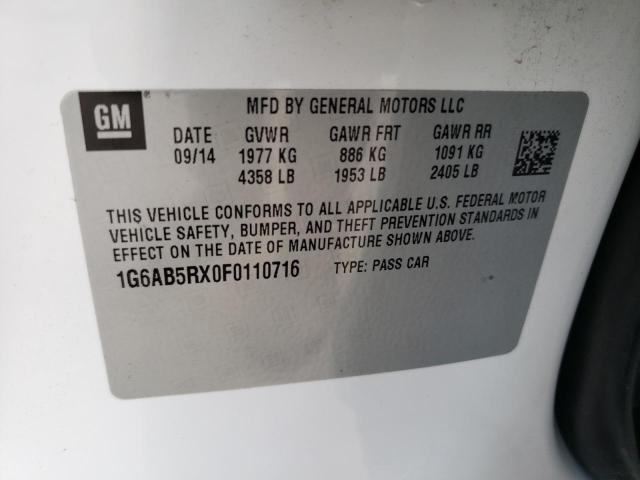 GM
MFD BY GENERAL MOTORS LLC
DATE GVWR GAWR FRT GAWR RR
09/14 1977 KG 886 KG 1091 KG
4358 LB 1953 LB 2405 LB
THIS VEHICLE CONFORMS TO ALL APPLICABLE U.S. FEDERAL MOTOR
VEHICLE SAFETY, BUMPER, AND THEFT PREVENTION STANDARDS IN
EFFECT ON THE DATE OF MANUFACTURE SHOWN ABOVE.
1G6AB5RX0F0110716 TYPE: PASS CAR